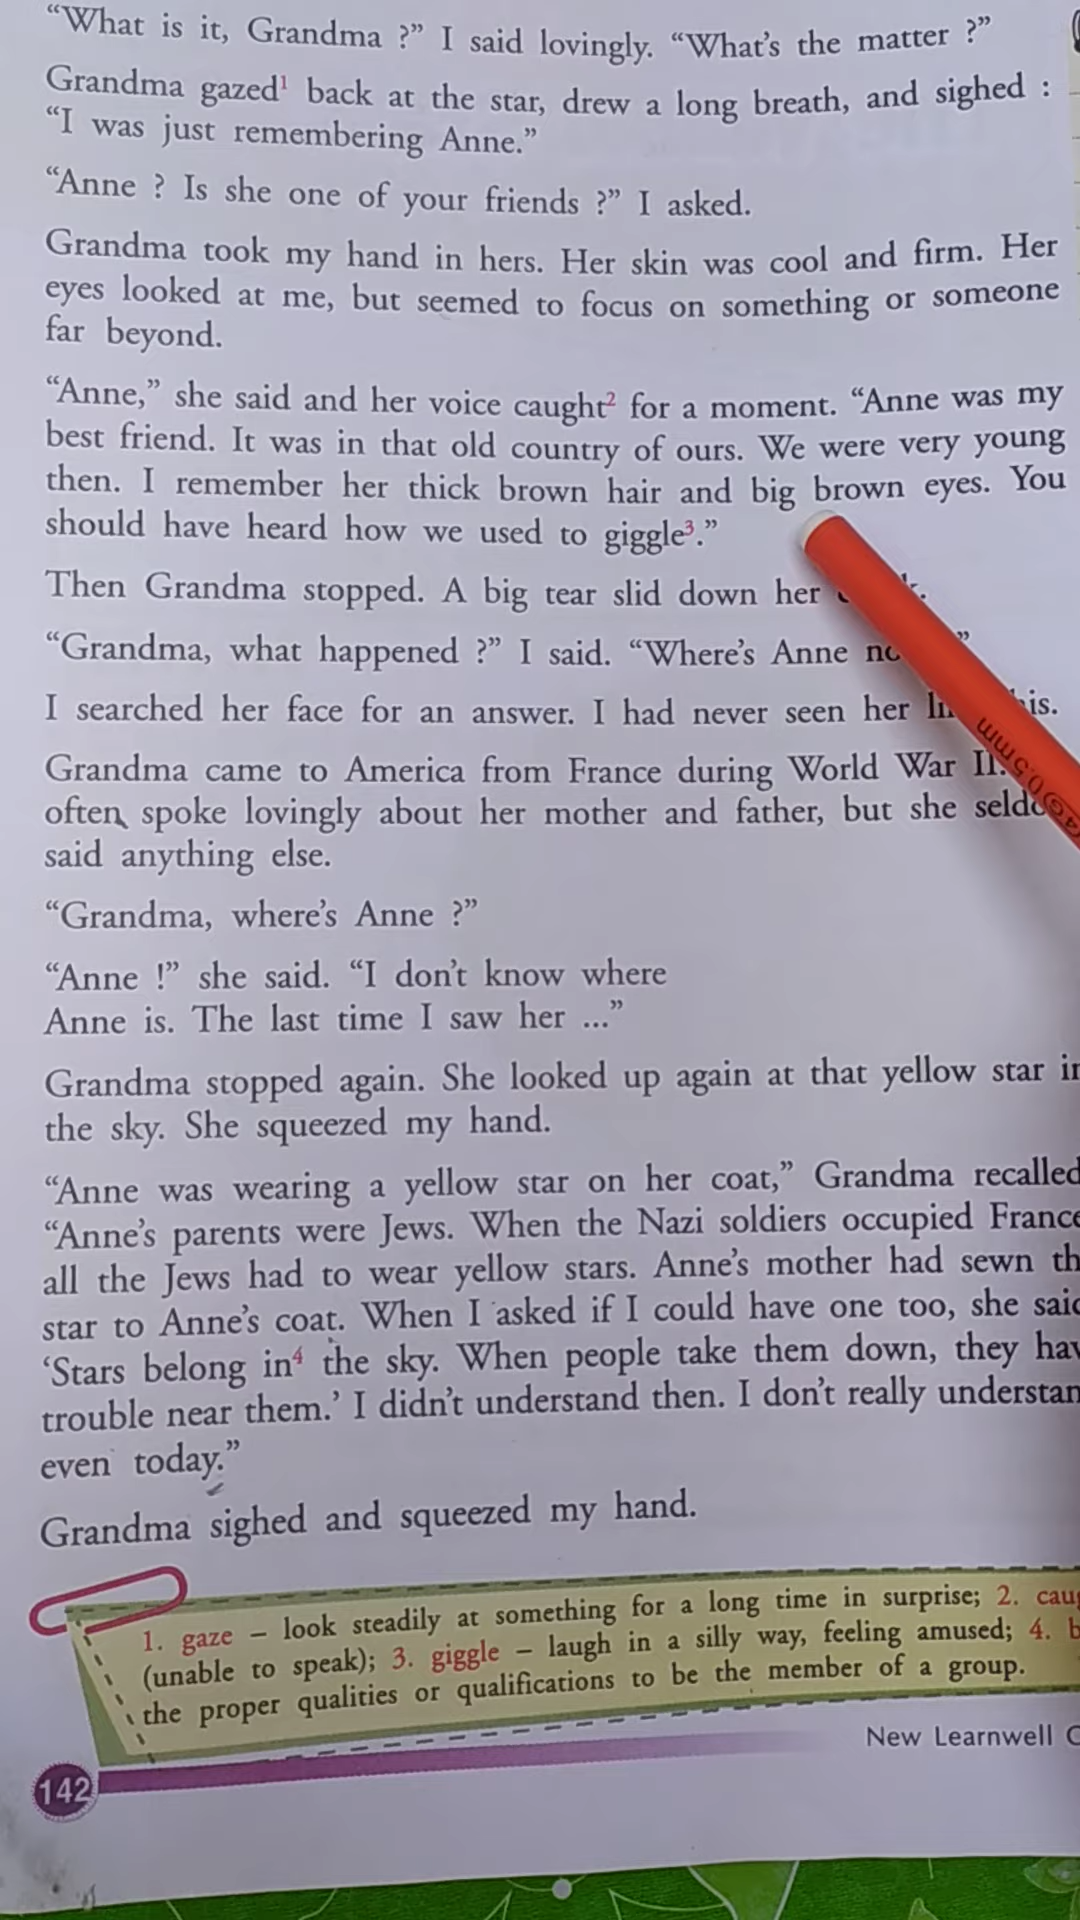 “What is it, Grandma ?” I said lovingly. “What’s the matter ?”
Grandma gazed¹ back at the star, drew a long breath, and sighed :
“I was just remembering Anne.”
“Anne ? Is she one of your friends ?” I asked.
Grandma took my hand in hers. Her skin was cool and firm. Her
eyes looked at me, but seemed to focus on something or someone
far beyond.
“Anne,” she said and her voice caught² for a moment. “Anne was my
best friend. It was in that old country of ours. We were very young
then. I remember her thick brown hair and big brown eyes. You
should have heard how we used to giggle³.”
Then Grandma stopped. A big tear slid down her
“Grandma, what happened ?” I said. “Where’s Anne
I searched her face for an answer. I had never seen her
Grandma came to America from France during World War II.
often spoke lovingly about her mother and father, but she
said anything else.
“Grandma, where’s Anne ?”
“Anne !” she said. “I don’t know where
Anne is. The last time I saw her ...”
Grandma stopped again. She looked up again at that yellow star
the sky. She squeezed my hand.
“Anne was wearing a yellow star on her coat,” Grandma recalled
“Anne’s parents were Jews. When the Nazi soldiers occupied France
all the Jews had to wear yellow stars. Anne’s mother had sewn
star to Anne’s coat. When I asked if I could have one too, she
‘Stars belong in⁴ the sky. When people take them down, they
trouble near them.’ I didn’t understand then. I don’t really
even today.”
Grandma sighed and squeezed my hand.
1. gaze – look steadily at something for a long time in surprise; 2.
(unable to speak); 3. giggle – laugh in a silly way, feeling amused; 4.
the proper qualities or qualifications to be the member of a group.
New Learnwell
142
0.5mm